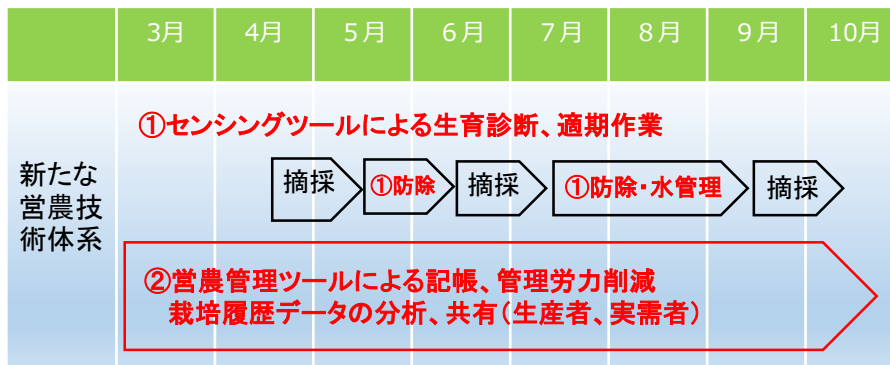 3月 4月 5月 6月 7月 8月 9月 10月
①センシングツールによる生育診断、適期作業
新たな
営農技
術体系
摘採 ①防除 摘採 ①防除・水管理 摘採
②営農管理ツールによる記帳、管理労力削減
栽培履歴データの分析、共有（生産者、実需者）